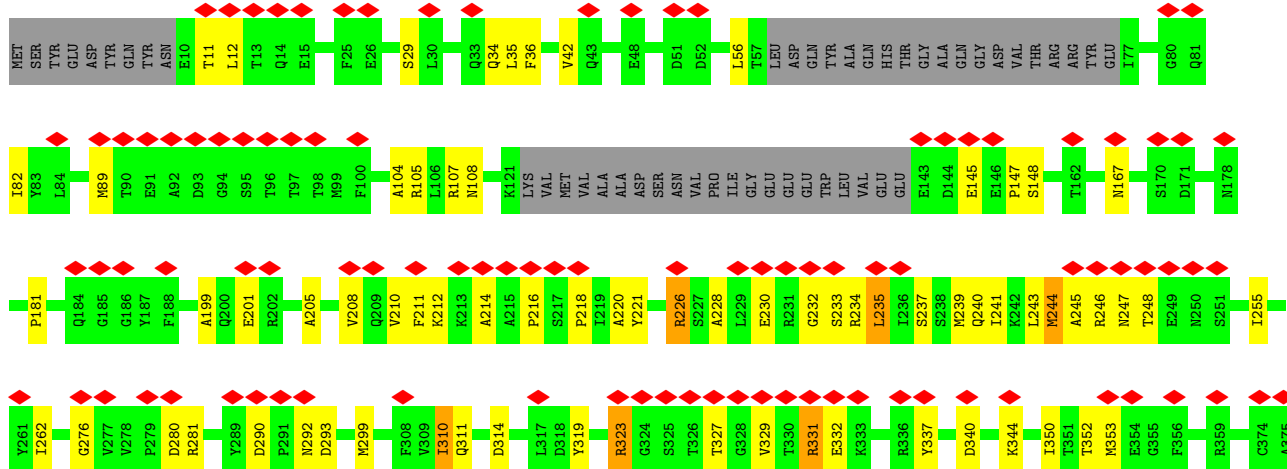 MET SER TYR GLU ASP TYR GLN TYR ASN E10 T11 L12 T13 Q14 E15 F25 E26 S29 L30 Q33 Q34 L35 F36 V42 Q43 E48 D51 D52 L56 T57 LEU ASP GLN TYR ALA GLN HIS THR GLY ALA GLN GLY ASP VAL THR ARG ARG TYR GLU I77 G80 Q81
I82 Y83 L84 M89 T90 E91 A92 D93 G94 S95 T96 T97 T98 M99 F100 A104 R105 L106 R107 N108 K121 LYS VAL MET VAL ALA ALA ASP SER ASN VAL PRO ILE GLY GLU GLU GLU TRP LEU VAL GLU GLU E143 D144 E145 E146 P147 S148 T162 N167 S170 D171 N178
P181 Q184 G185 G186 Y187 F188 A199 Q200 E201 R202 A205 V208 Q209 V210 F211 K212 K213 A214 A215 P216 S217 P218 I219 A220 Y221 R226 S227 A228 L229 E230 R231 G232 S233 R234 L235 I236 S237 S238 M239 Q240 I241 K242 L243 M244 A245 R246 N247 T248 E249 N250 S251 I255
Y261 I262 G276 V277 V278 P279 D280 R281 Y289 D290 P291 N292 D293 M299 F308 V309 I310 Q311 D314 L317 D318 Y319 R323 G324 S325 T326 T327 G328 V329 T330 R331 E332 K333 R336 Y337 D340 K344 I350 T351 T352 M353 E354 G355 F356 R359 C374